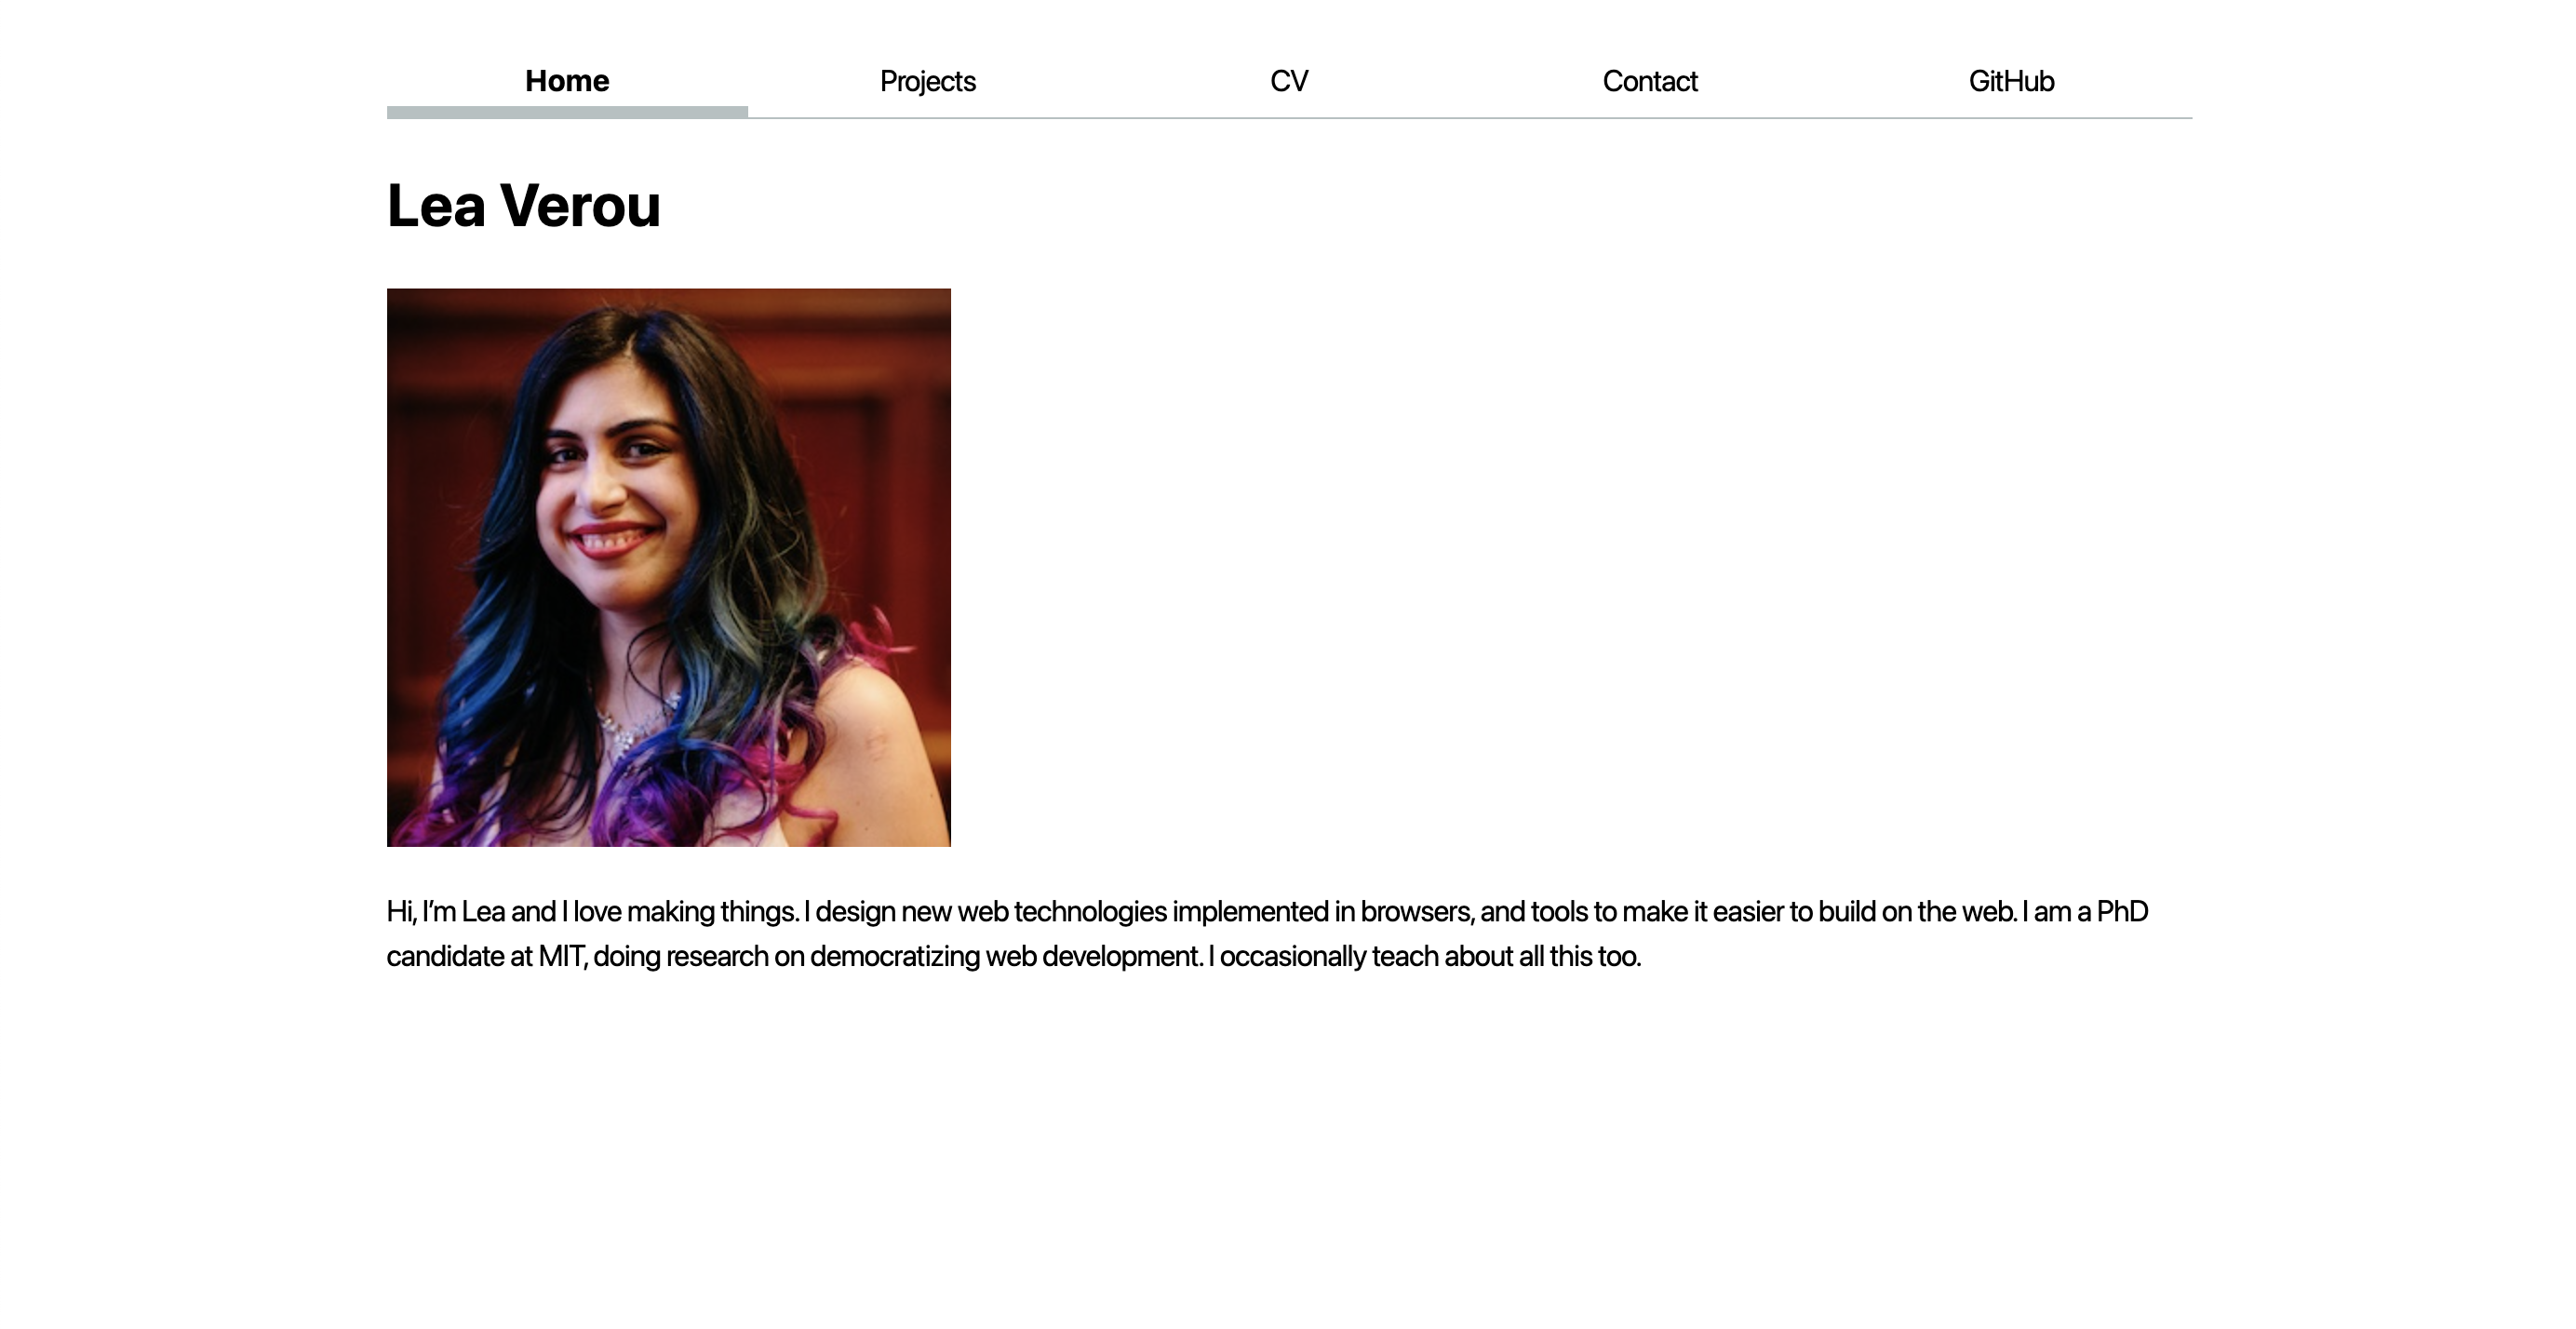 Home Projects CV Contact GitHub
Lea Verou
Hi, I’m Lea and I love making things. I design new web technologies implemented in browsers, and tools to make it easier to build on the web. I am a PhD
candidate at MIT, doing research on democratizing web development. I occasionally teach about all this too.